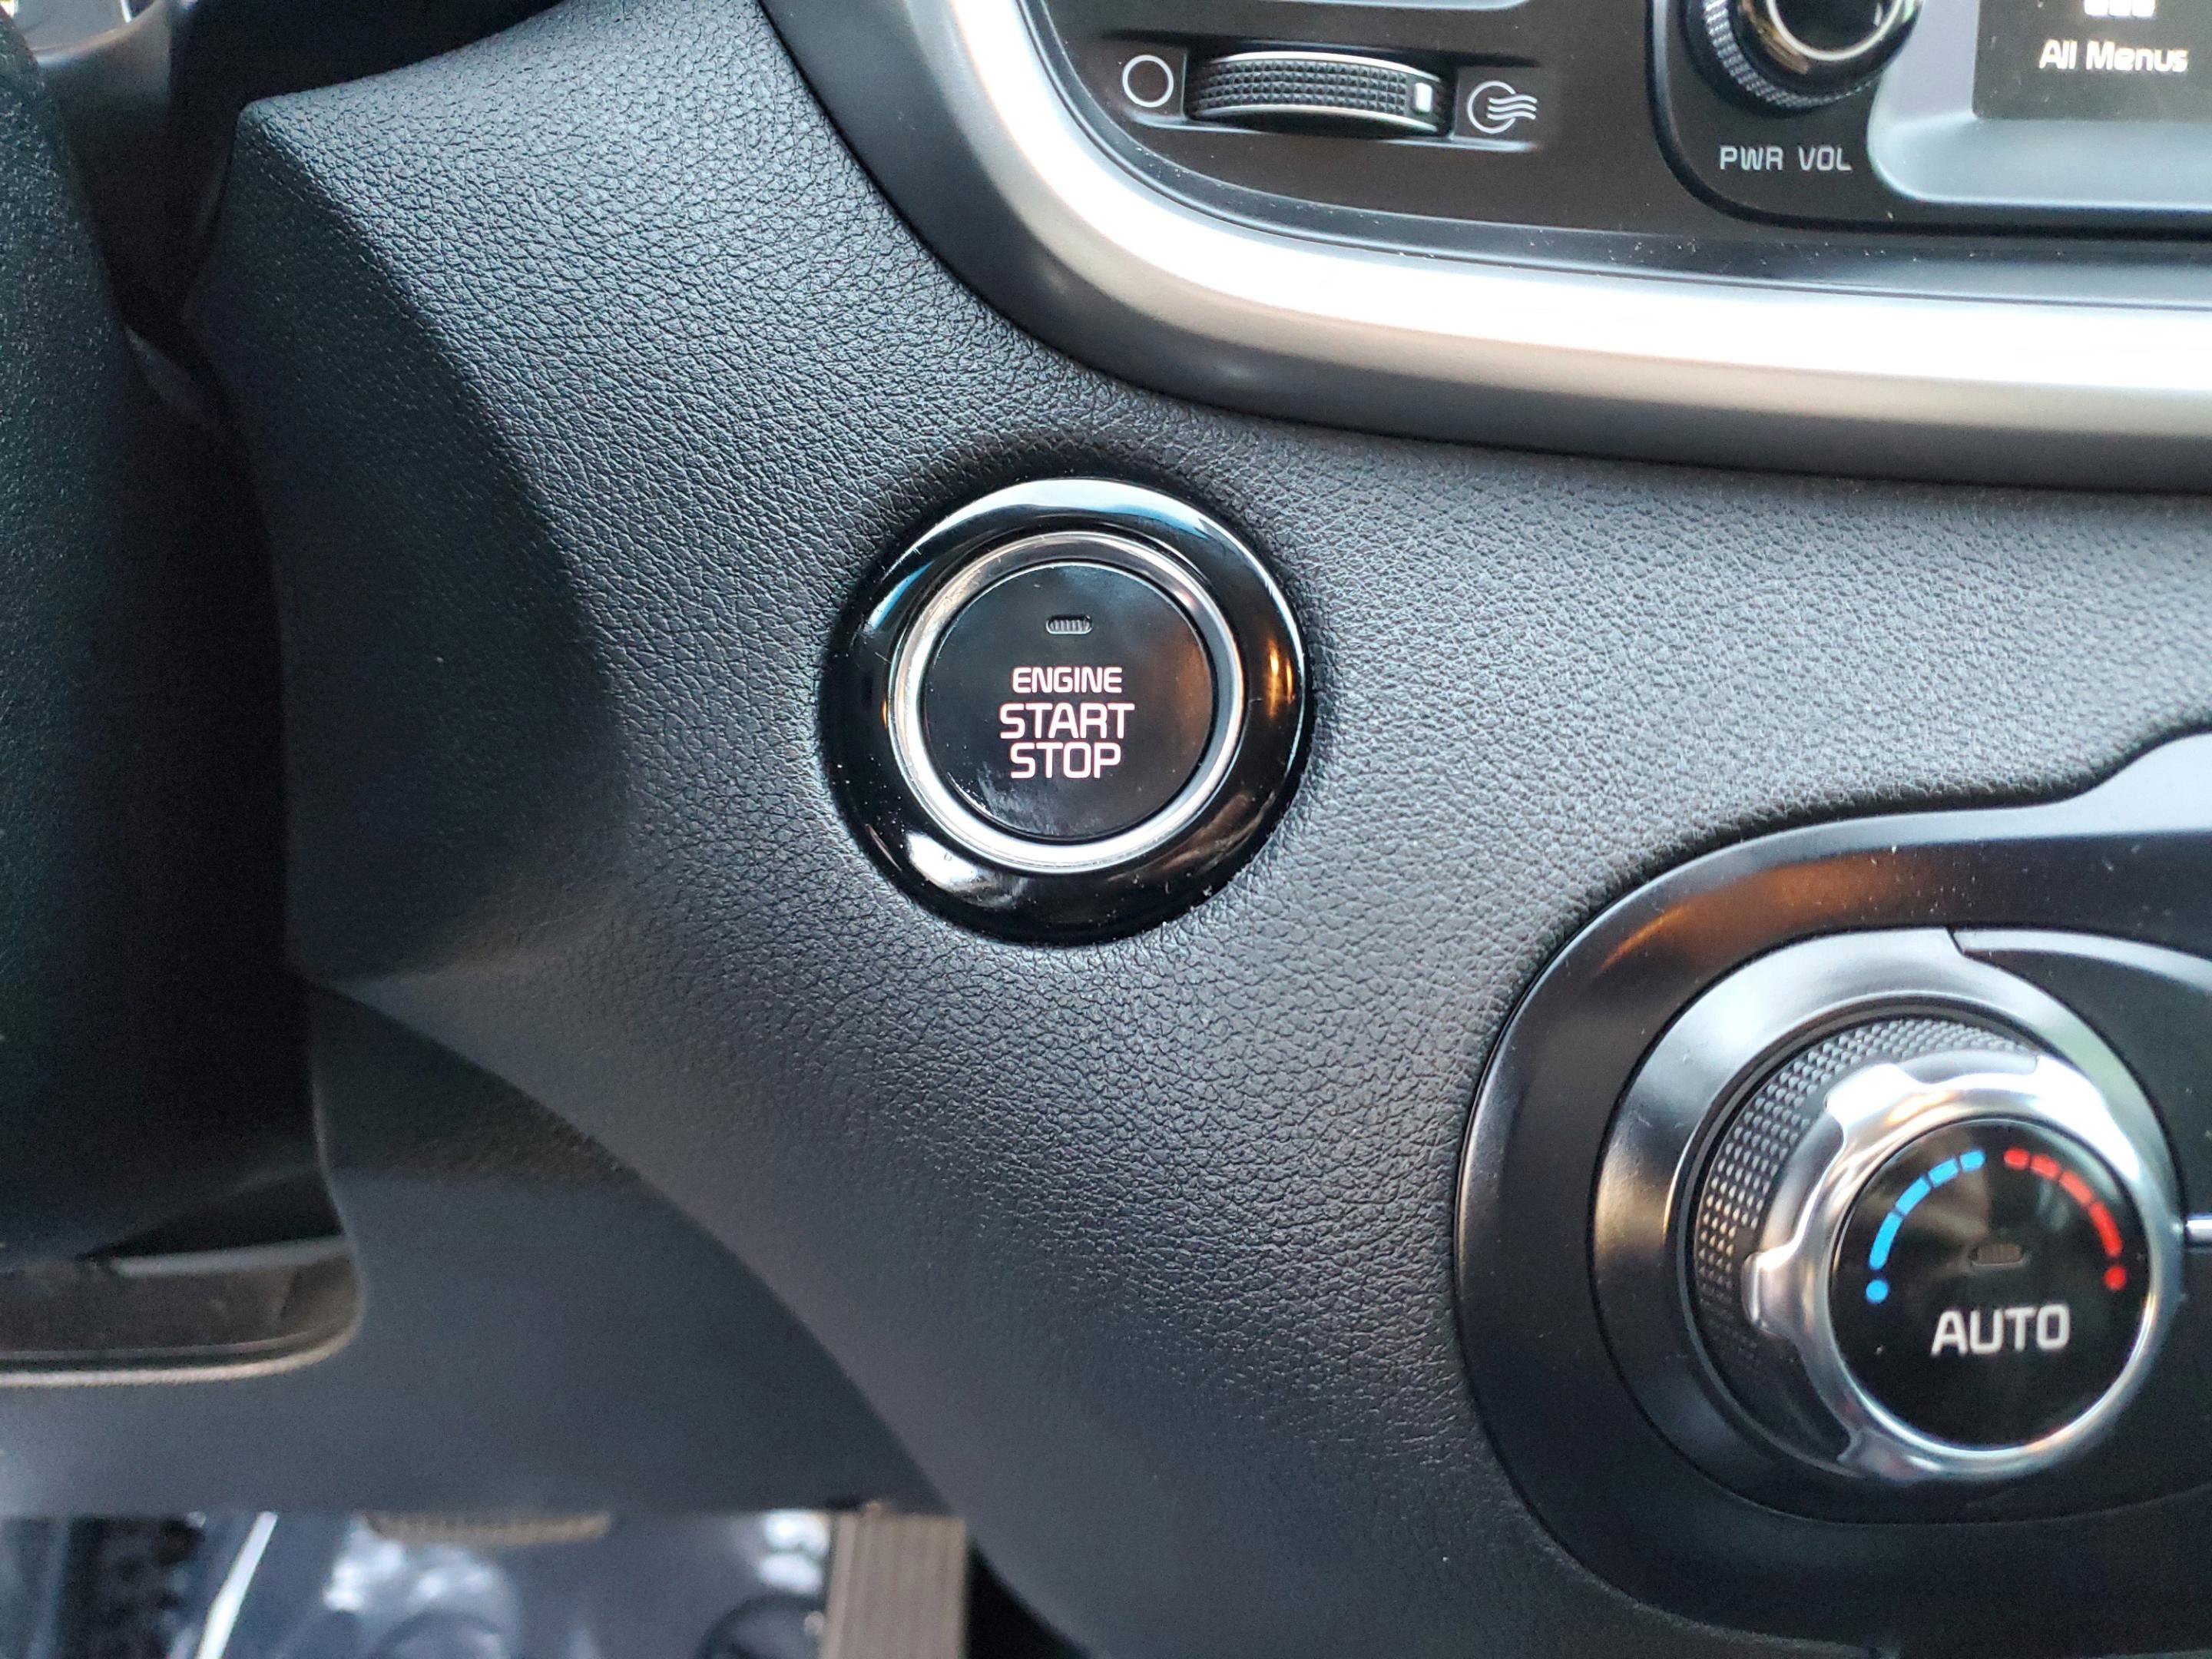 All Menus
PWR VOL
ENGINE
START
STOP
AUTO